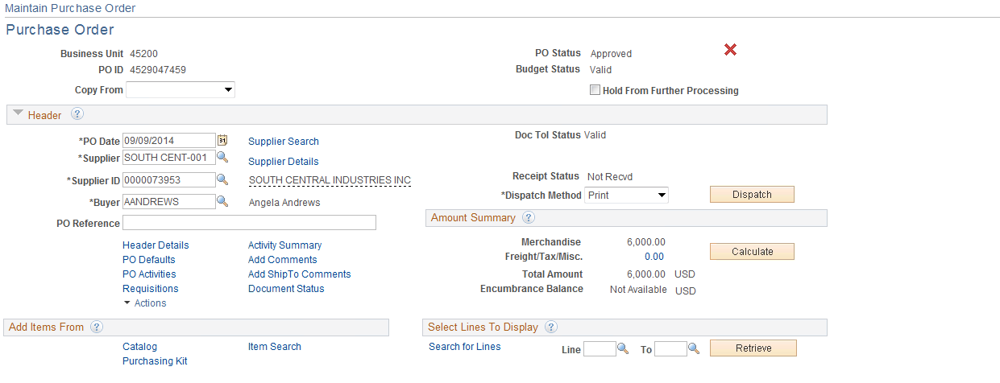 Maintain Purchase Order
Purchase Order
Business Unit 45200
PO Status Approved
PO ID 4529047459
Budget Status Valid
Copy From
Hold From Further Processing
Header ?
*PO Date 09/09/2014 31 Supplier Search
Doc Tol Status Valid
*Supplier SOUTH CENT-001 Supplier Details
*Supplier ID 0000073953 SOUTH CENTRAL INDUSTRIES INC
Receipt Status Not Recvd
*Buyer AANDREWS Angela Andrews
*Dispatch Method Print Dispatch
PO Reference
Amount Summary ?
Header Details Activity Summary
Merchandise 6,000.00 Calculate
PO Defaults Add Comments
Freight/Tax/Misc. 0.00
PO Activities Add ShipTo Comments
Total Amount 6,000.00 USD
Requisitions Document Status
Encumbrance Balance Not Available USD
Actions
Add Items From ?
Select Lines To Display ?
Catalog Item Search
Search for Lines Line To Retrieve
Purchasing Kit